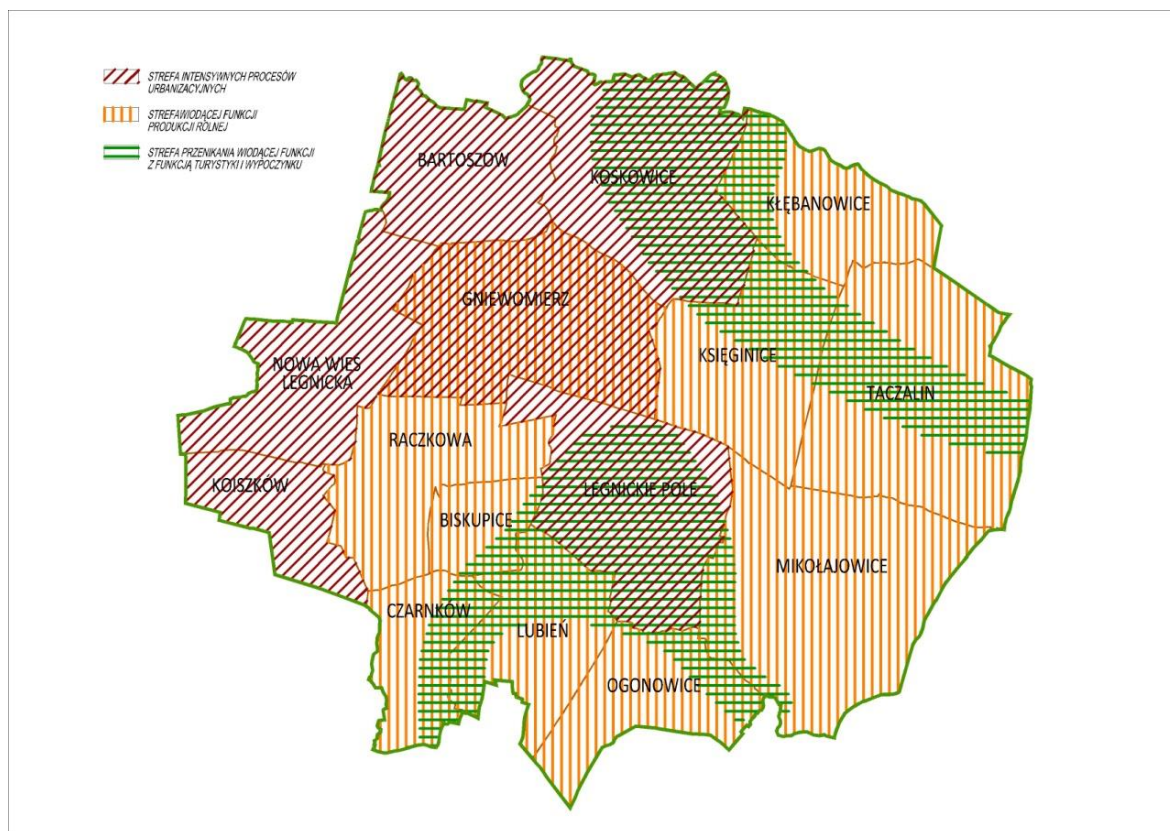 STREFA INTENSYWNYCH PROCESÓW
URBANIZACYJNYCH
STREFAWIODĄCEJ FUNKCJI
PRODUKCJI ROLNEJ
STREFA PRZENIKANIA WIODĄCEJ FUNKCJI
Z FUNKCJĄ TURYSTYKI I WYPOCZYNKU
BARTOSZÓW
KOSKOWICE
KŁĘBANOWICE
GNIEWOMIERZ
KSIĘGINICE
NOWA WIEŚ
LEGNICKA
TACZALIN
RACZKOWA
KOISZKÓW
LEGNICKIE POLE
BISKUPICE
MIKOŁAJOWICE
CZARNKÓW
LUBIEŃ
OGONOWICE